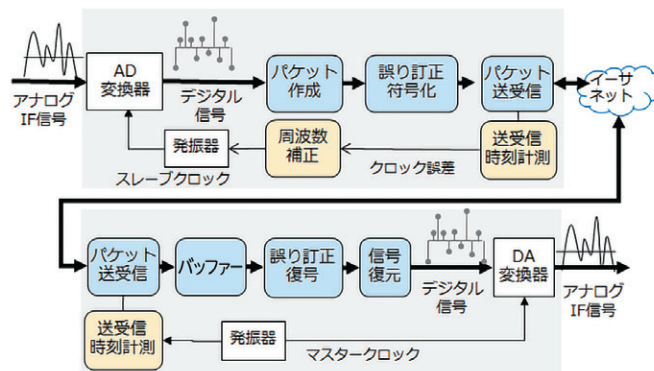 アナログ
IF信号
AD
変換器
デジタル
信号
パケット
作成
誤り訂正
符号化
パケット
送受信
イーサ
ネット
発振器
スレーブクロック
周波数
補正
クロック誤差
送受信
時刻計測
パケット
送受信
バッファー
誤り訂正
復号
信号
復元
デジタル
信号
DA
変換器
アナログ
IF信号
送受信
時刻計測
発振器
マスタークロック